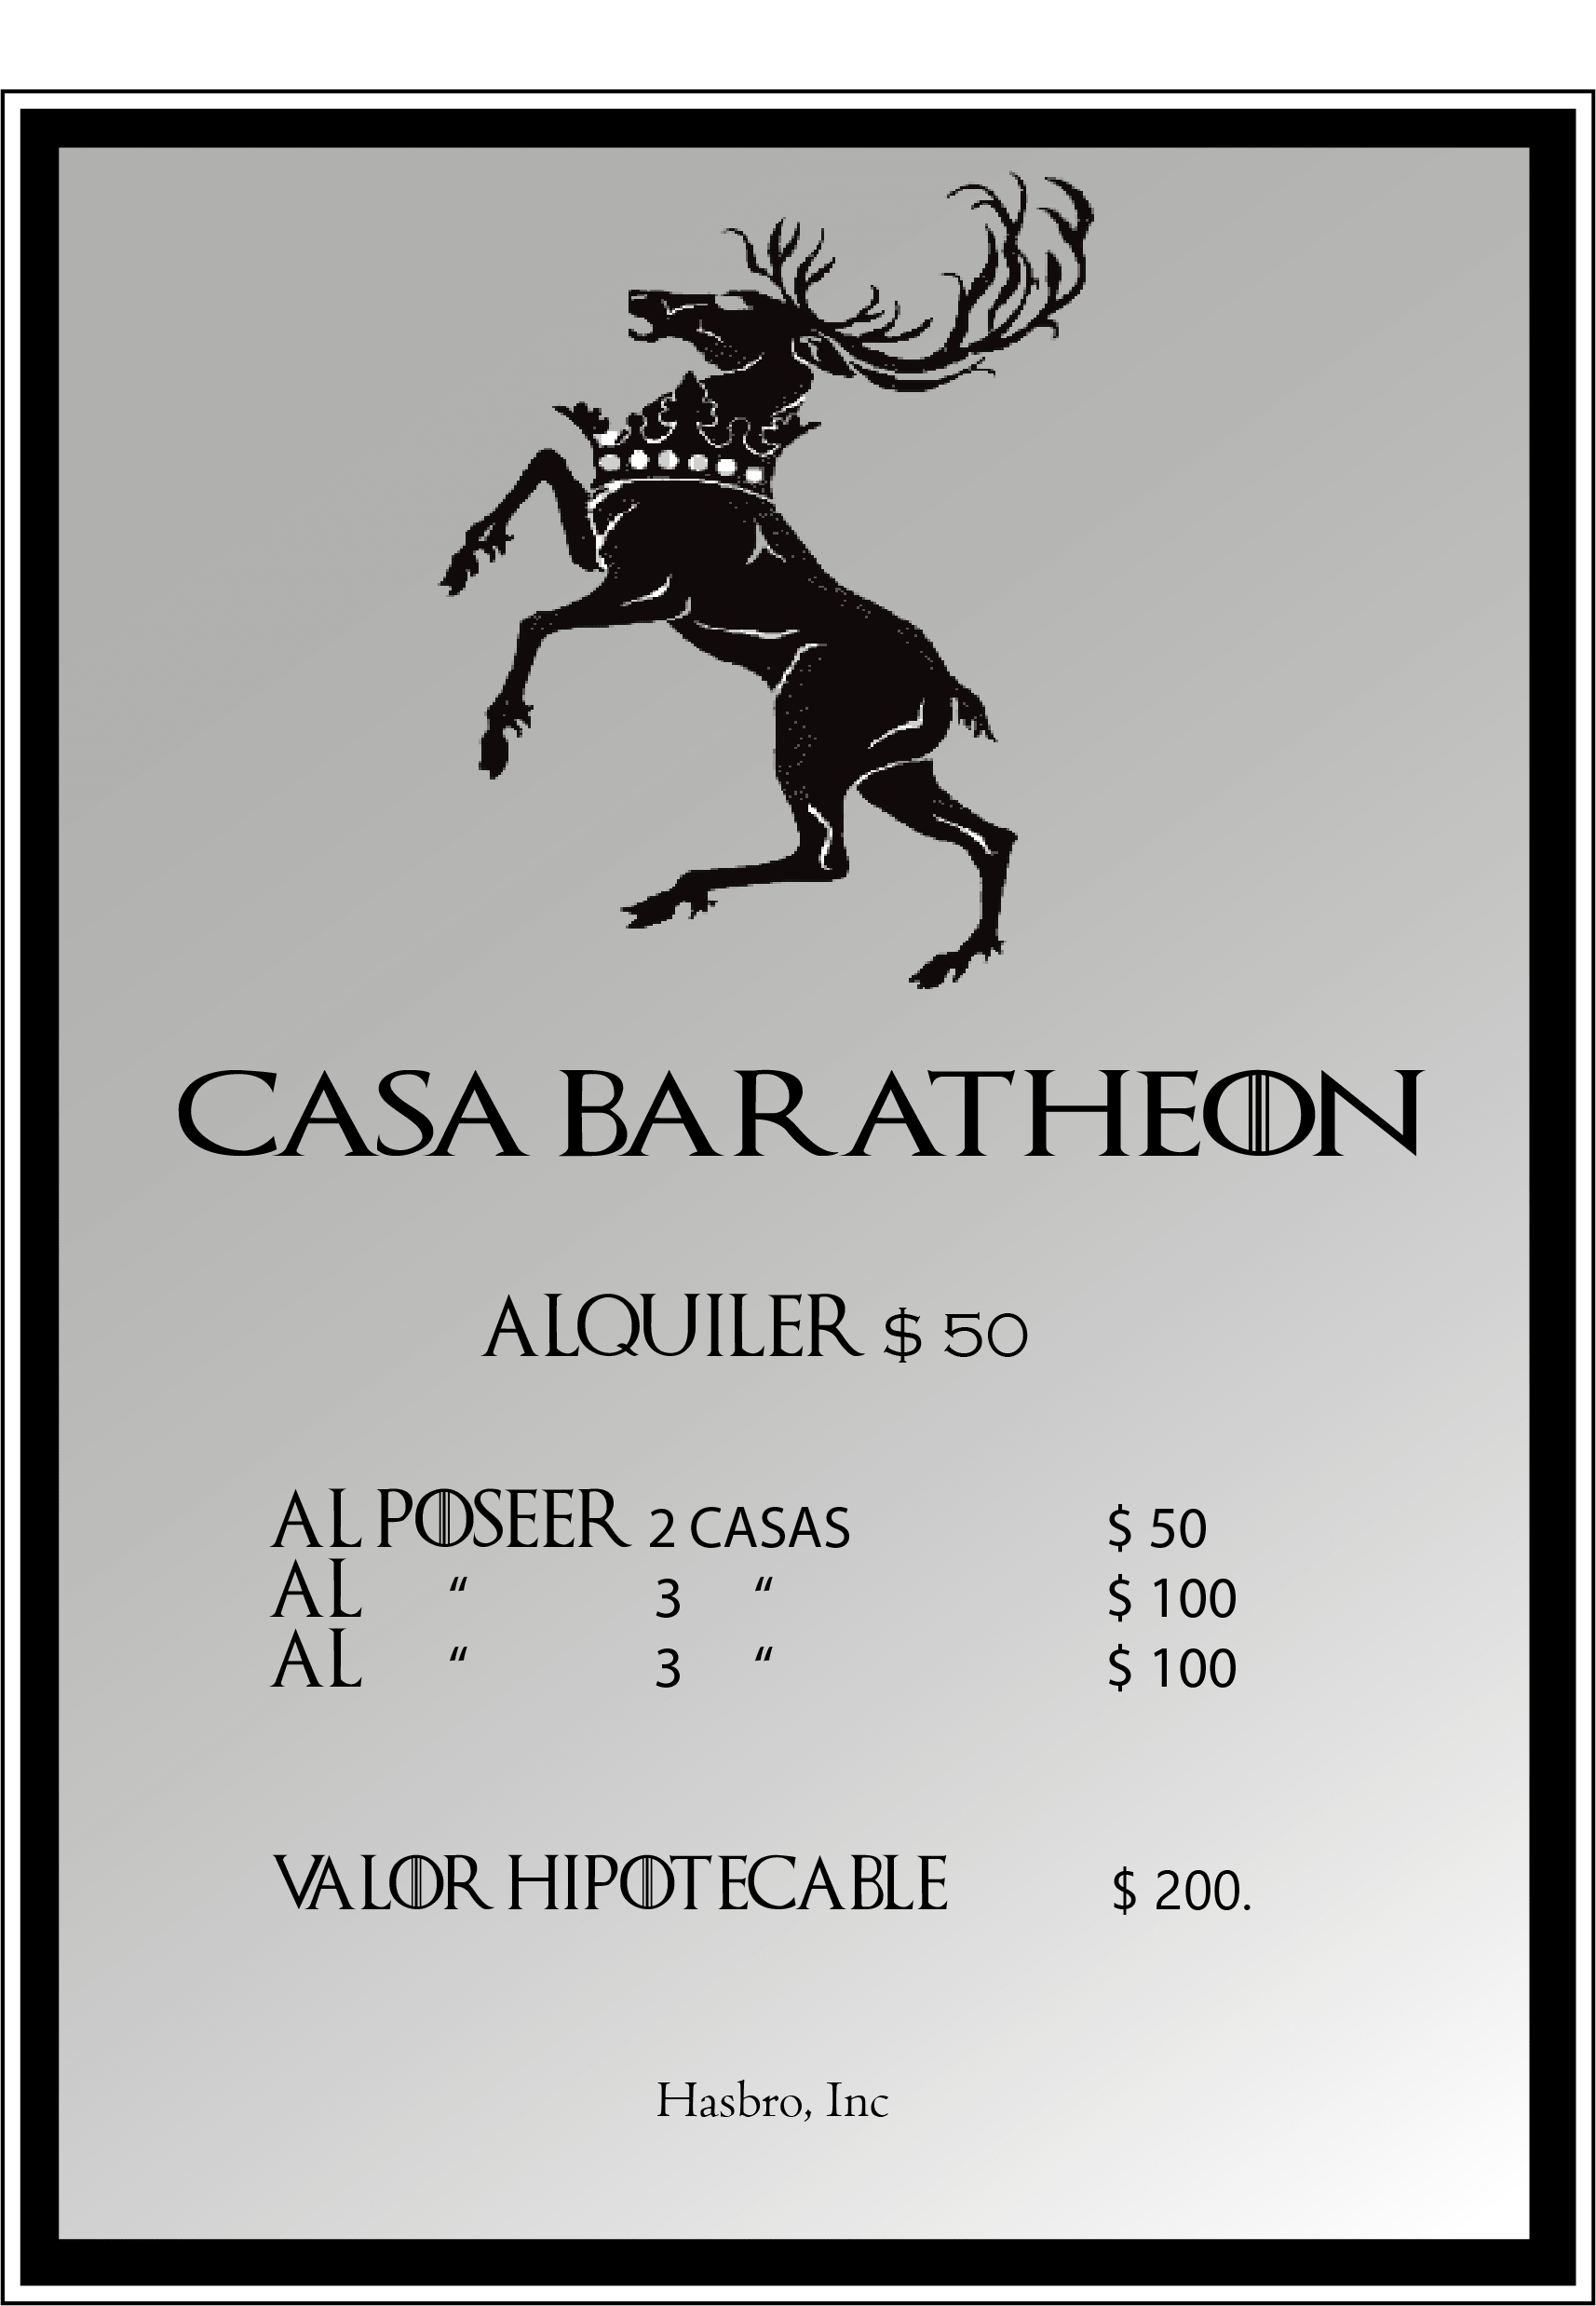 CASA BARATHEON
ALQUILER $ 50
AL POSEER 2 CASAS $ 50
AL “ 3 “ $ 100
AL “ 3 “ $ 100
VALOR HIPOTECABLE $ 200.
Hasbro, Inc